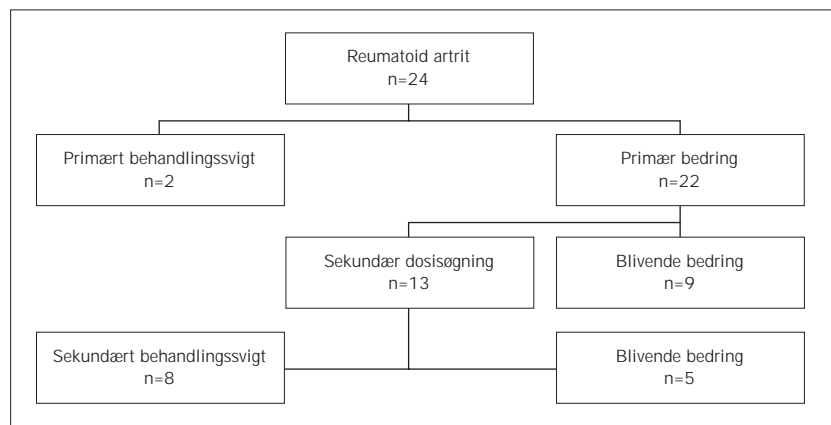 Reumatoid artrit
n=24
Primært behandlingssvigt
n=2
Primær bedring
n=22
Sekundær dosisøgning
n=13
Blivende bedring
n=9
Sekundært behandlingssvigt
n=8
Blivende bedring
n=5